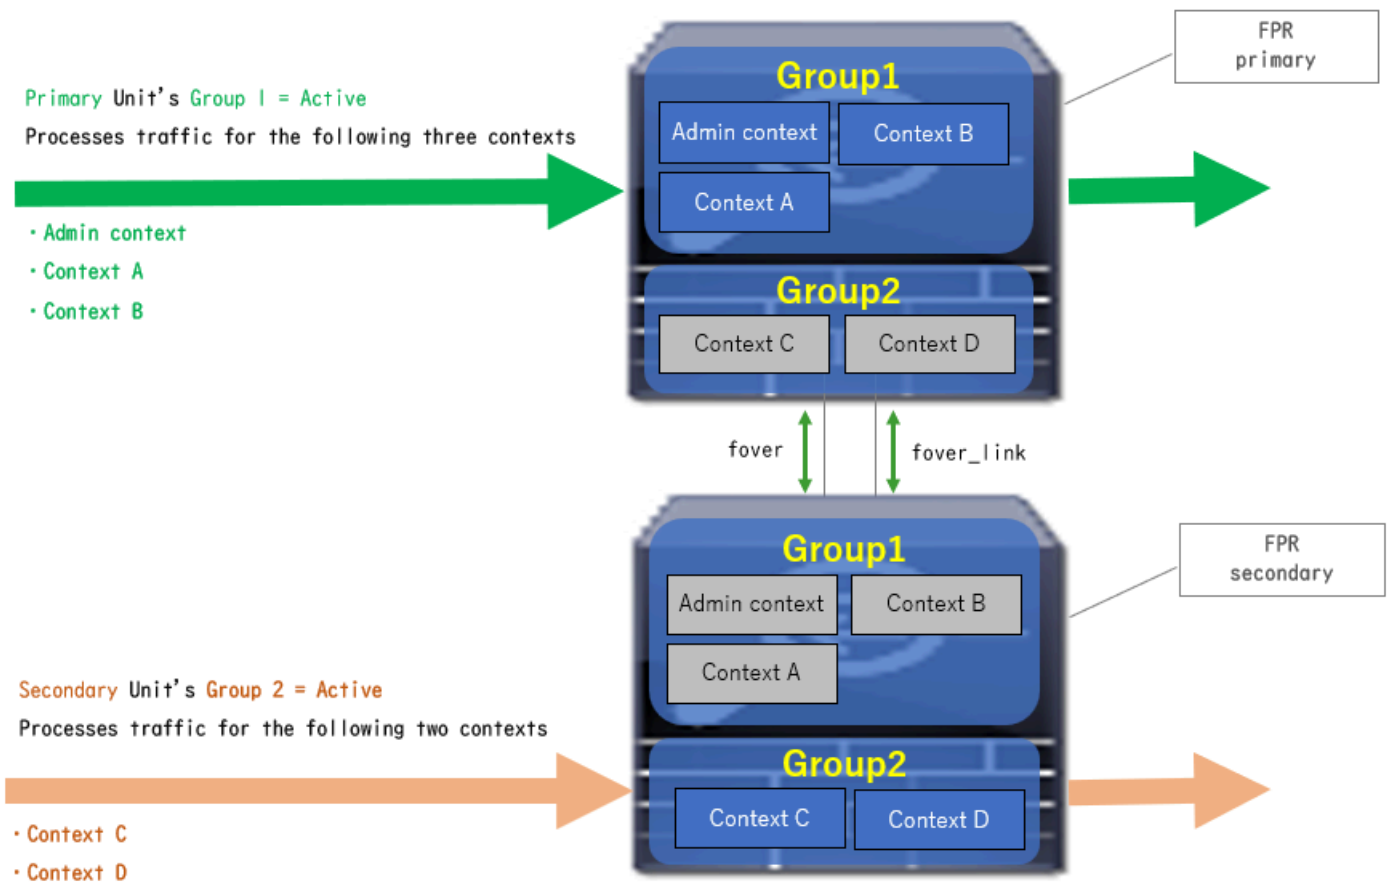 FPR
primary
Primary Unit's Group 1 = Active
Processes traffic for the following three contexts
・Admin context
・Context A
・Context B
Group1
Admin context
Context B
Context A
Group2
Context C
Context D
fover
fover_link
FPR
secondary
Group1
Admin context
Context B
Context A
Secondary Unit's Group 2 = Active
Processes traffic for the following two contexts
・Context C
・Context D
Group2
Context C
Context D